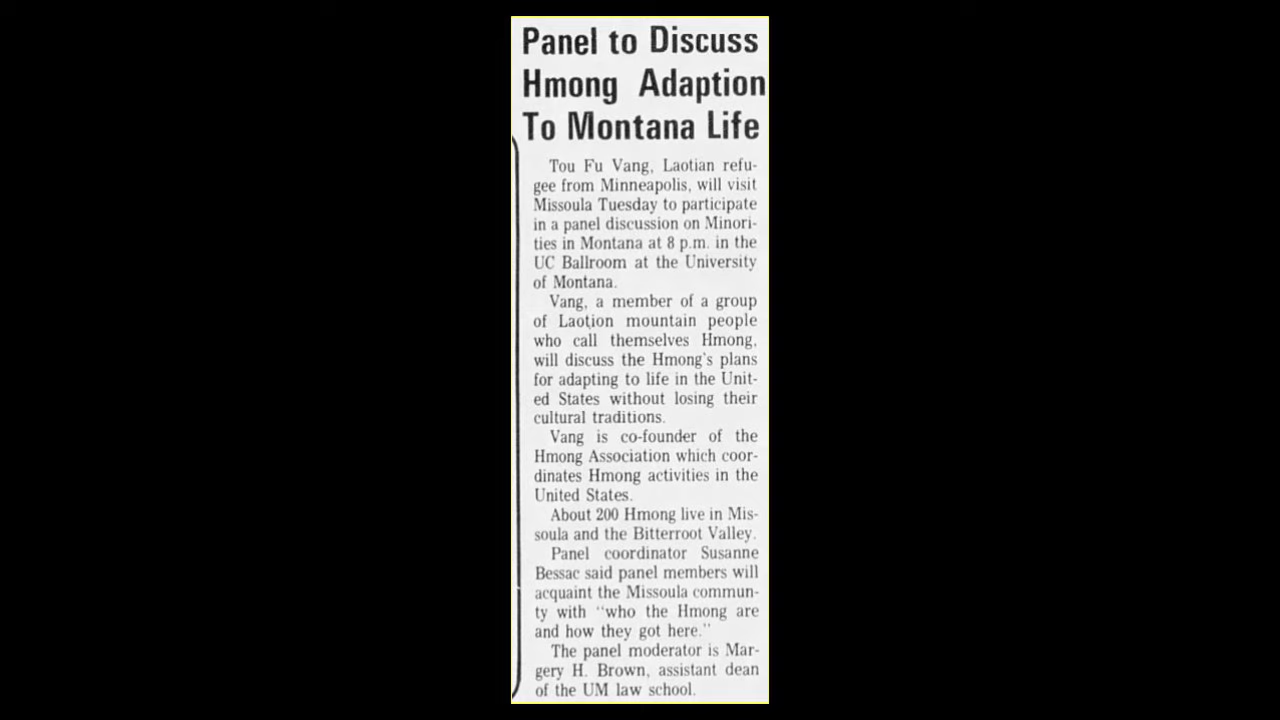 Panel to Discuss
Hmong Adaption
To Montana Life
Tou Fu Vang, Laotian refu-
gee from Minneapolis, will visit
Missoula Tuesday to participate
in a panel discussion on Minori-
ties in Montana at 8 p.m. in the
UC Ballroom at the University
of Montana.
Vang, a member of a group
of Laotion mountain people
who call themselves Hmong,
will discuss the Hmong's plans
for adapting to life in the Unit-
ed States without losing their
cultural traditions.
Vang is co-founder of the
Hmong Association which coor-
dinates Hmong activities in the
United States.
About 200 Hmong live in Mis-
soula and the Bitterroot Valley.
Panel coordinator Susanne
Bessac said panel members will
acquaint the Missoula commun-
ty with "who the Hmong are
and how they got here."
The panel moderator is Mar-
gery H. Brown, assistant dean
of the UM law school.